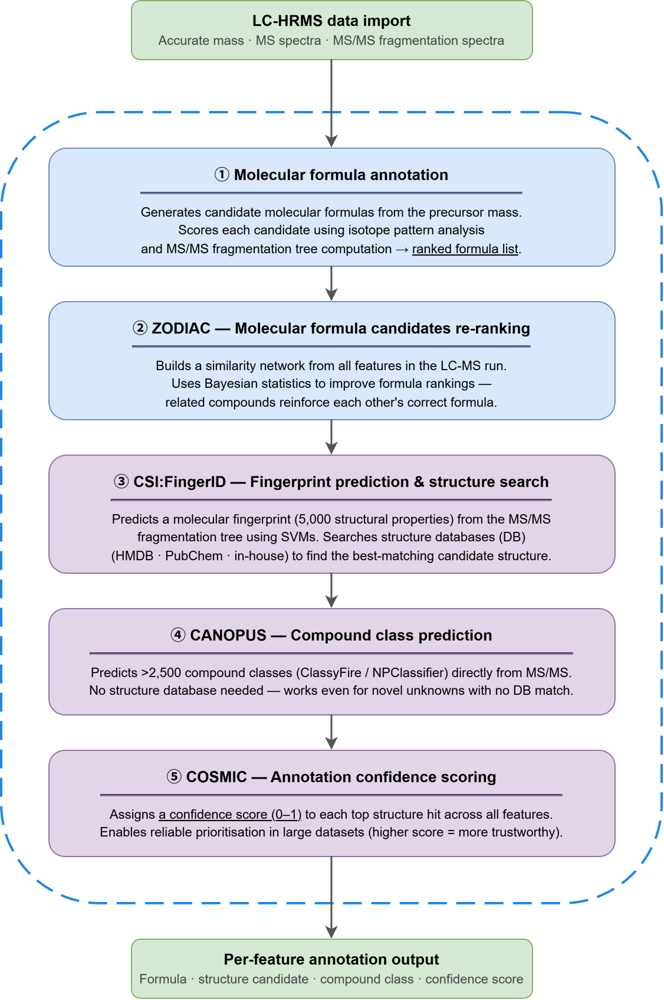 LC-HRMS data import
Accurate mass · MS spectra · MS/MS fragmentation spectra
① Molecular formula annotation
Generates candidate molecular formulas from the precursor mass.
Scores each candidate using isotope pattern analysis
and MS/MS fragmentation tree computation → ranked formula list.
② ZODIAC — Molecular formula candidates re-ranking
Builds a similarity network from all features in the LC-MS run.
Uses Bayesian statistics to improve formula rankings —
related compounds reinforce each other's correct formula.
③ CSI:FingerID — Fingerprint prediction & structure search
Predicts a molecular fingerprint (5,000 structural properties) from the MS/MS
fragmentation tree using SVMs. Searches structure databases (DB)
(HMDB · PubChem · in-house) to find the best-matching candidate structure.
④ CANOPUS — Compound class prediction
Predicts >2,500 compound classes (ClassyFire / NPClassifier) directly from MS/MS.
No structure database needed — works even for novel unknowns with no DB match.
⑤ COSMIC — Annotation confidence scoring
Assigns a confidence score (0–1) to each top structure hit across all features.
Enables reliable prioritisation in large datasets (higher score = more trustworthy).
Per-feature annotation output
Formula · structure candidate · compound class · confidence score